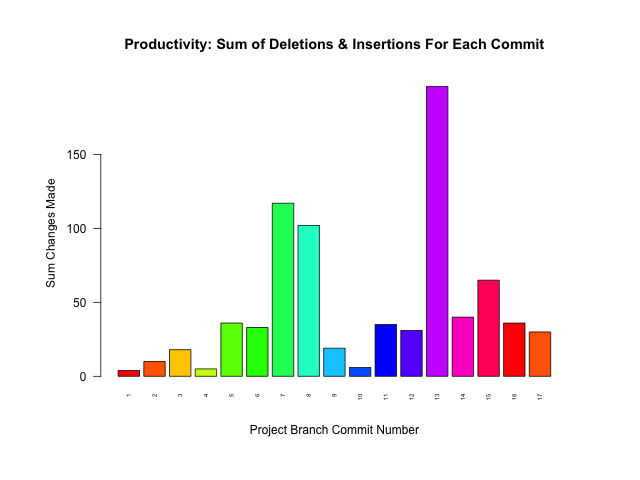 Productivity: Sum of Deletions & Insertions For Each Commit
Sum Changes Made
150
100
50
0
1 2 3 4 5 6 7 8 9 10 11 12 13 14 15 16 17
Project Branch Commit Number